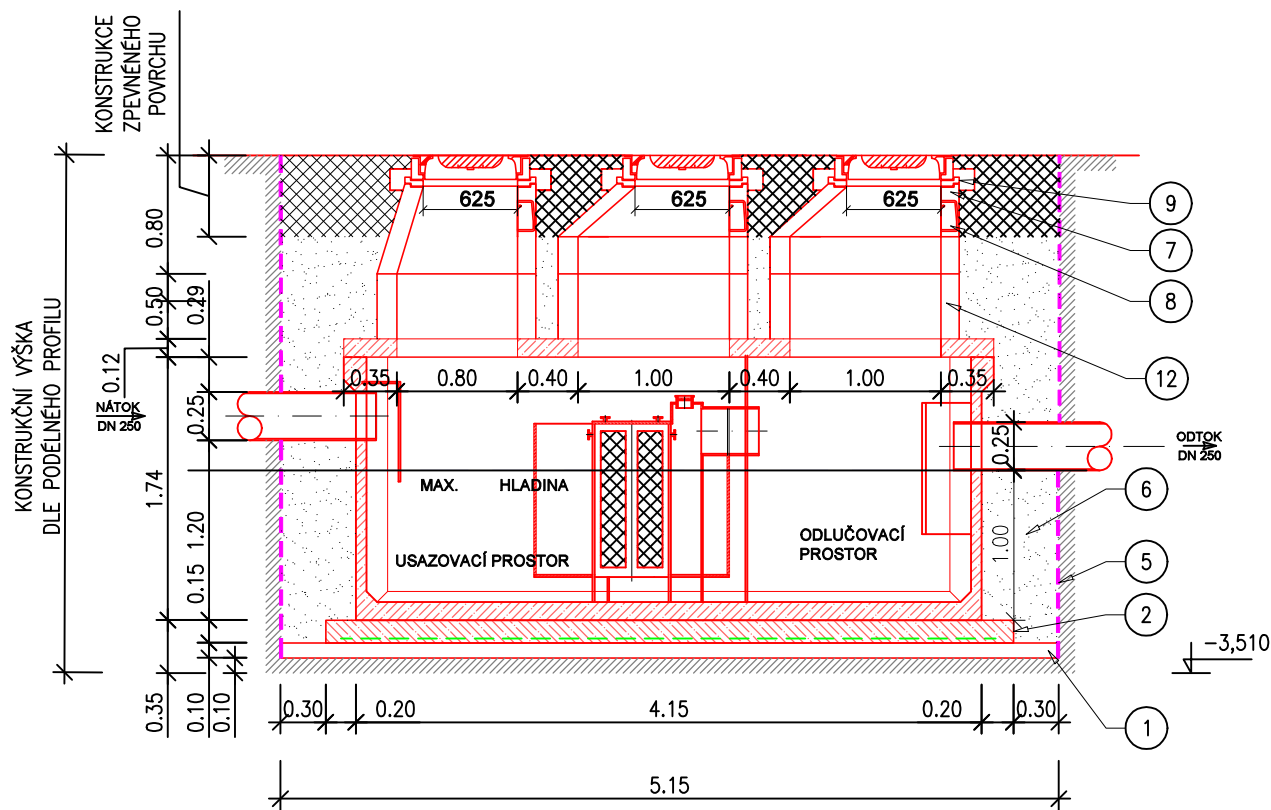 KONSTRUKCE
ZPEVNĚNÉHO
POVRCHU
KONSTRUKČNÍ VÝŠKA
DLE PODÉLNÉHO PROFILU
0.80
0.50
0.29
0.12
0.25
1.74
1.20
0.15
0.35
0.10
0.10
NÁTOK
DN 250
625
625
625
0.35
0.80
0.40
1.00
0.40
1.00
0.35
MAX. HLADINA
USAZOVACÍ PROSTOR
ODLUČOVACÍ
PROSTOR
0.25
1.00
ODTOK
DN 250
9
7
8
12
6
5
2
1
-3,510
0.30
0.20
4.15
0.20
0.30
5.15